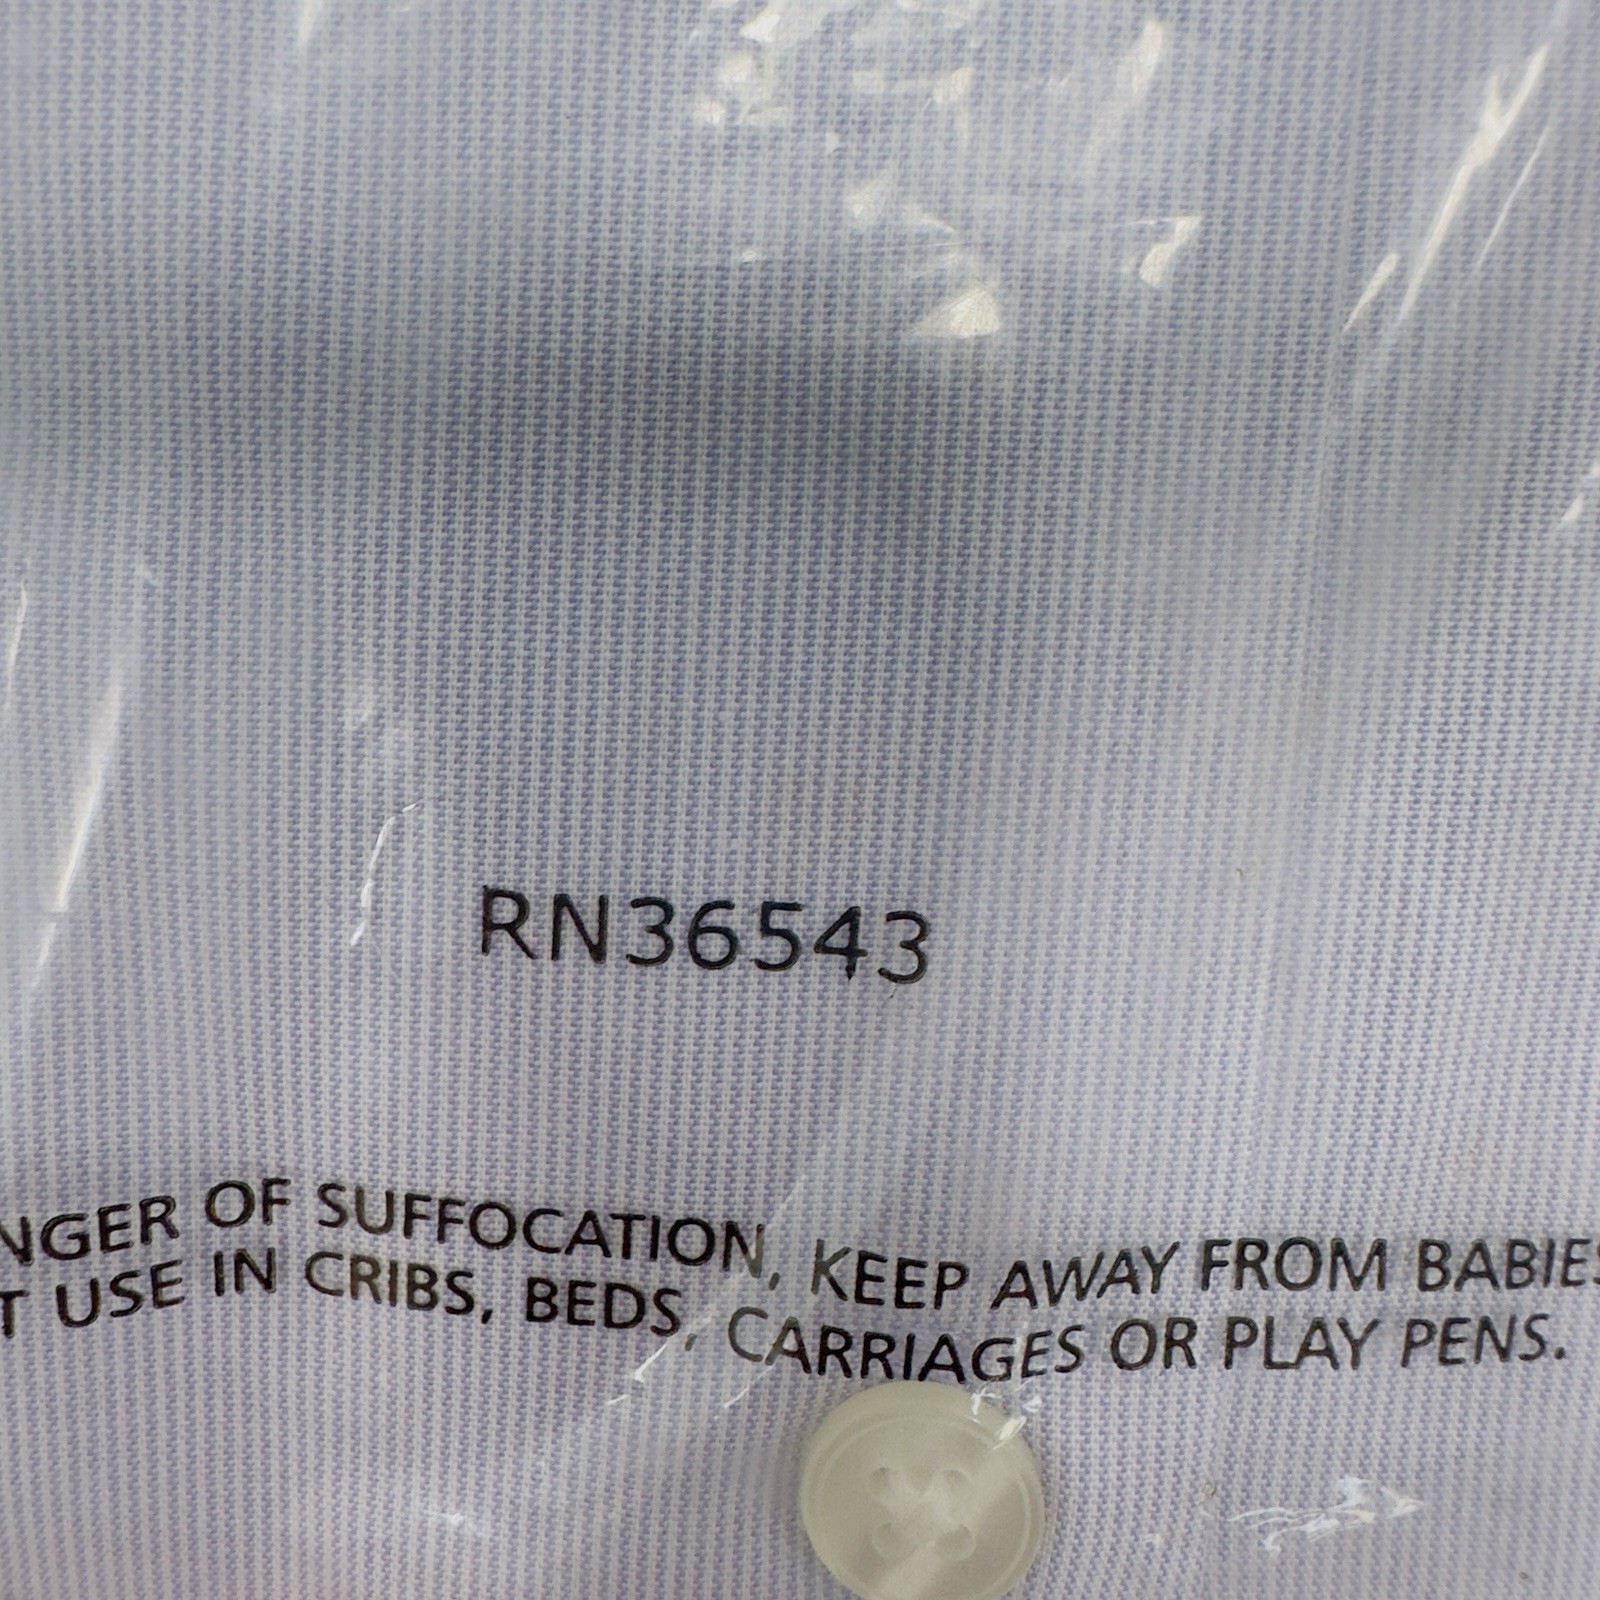 RN36543
NGER OF SUFFOCATION, KEEP AWAY FROM BABIES
T USE IN CRIBS, BEDS, CARRIAGES OR PLAY PENS.